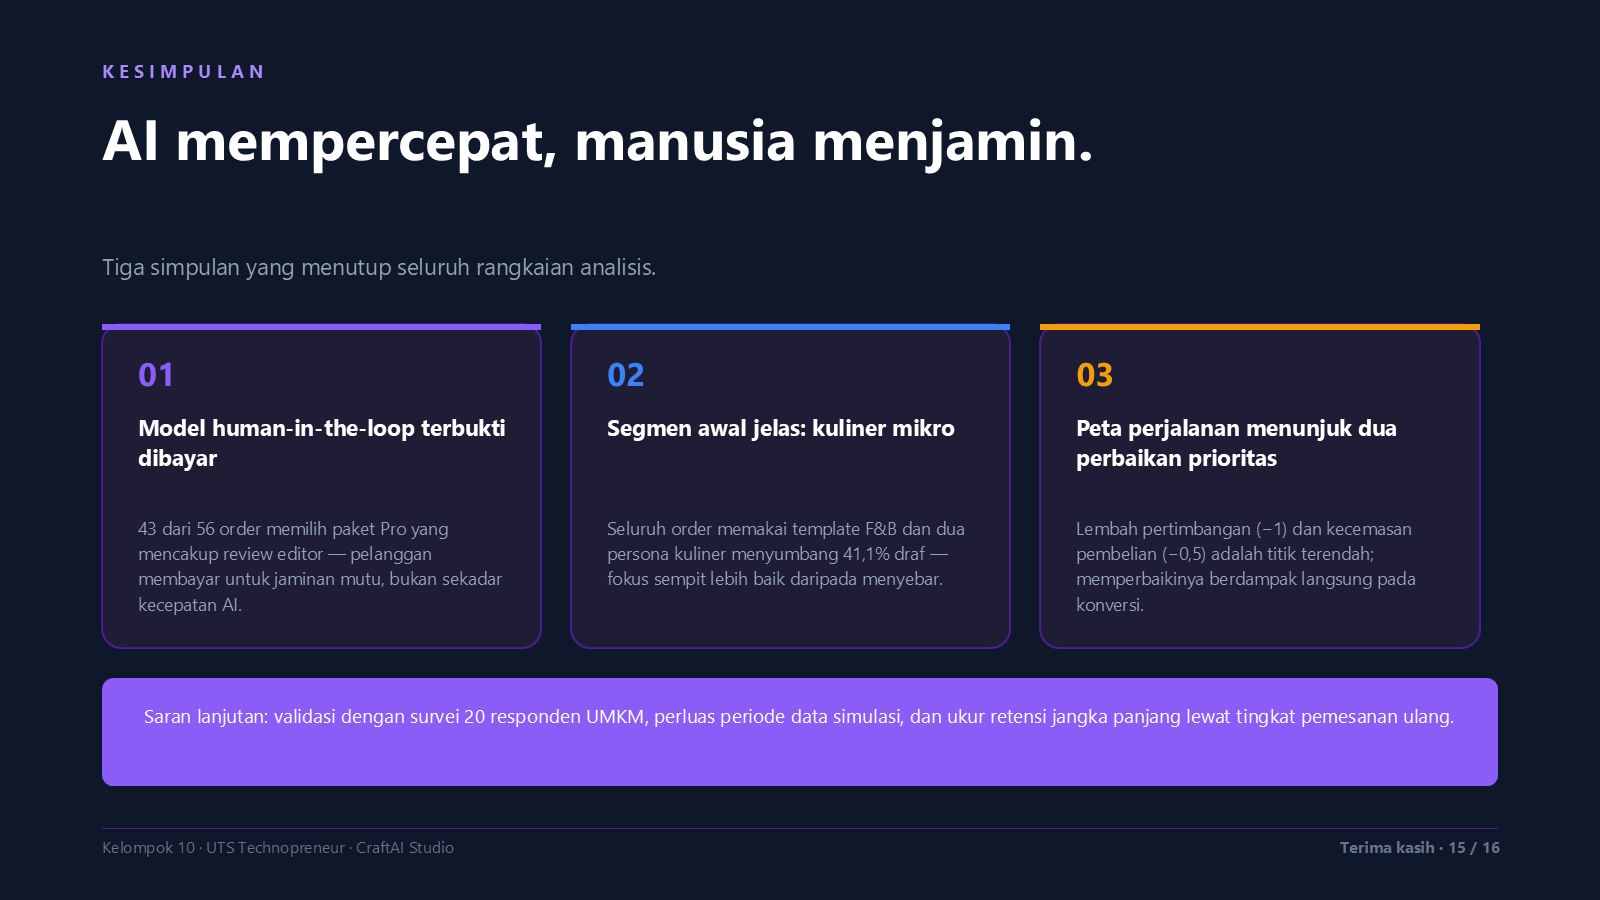 KESIMPULAN
AI mempercepat, manusia menjamin.
Tiga simpulan yang menutup seluruh rangkaian analisis.
01
Model human-in-the-loop terbukti
dibayar
43 dari 56 order memilih paket Pro yang
mencakup review editor — pelanggan
membayar untuk jaminan mutu, bukan sekadar
kecepatan AI.
02
Segmen awal jelas: kuliner mikro
Seluruh order memakai template F&B dan dua
persona kuliner menyumbang 41,1% draf —
fokus sempit lebih baik daripada menyebar.
03
Peta perjalanan menunjuk dua
perbaikan prioritas
Lembah pertimbangan (−1) dan kecemasan
pembelian (−0,5) adalah titik terendah;
memperbaikinya berdampak langsung pada
konversi.
Saran lanjutan: validasi dengan survei 20 responden UMKM, perluas periode data simulasi, dan ukur retensi jangka panjang lewat tingkat pemesanan ulang.
Kelompok 10 · UTS Technopreneur · CraftAI Studio
Terima kasih · 15 / 16